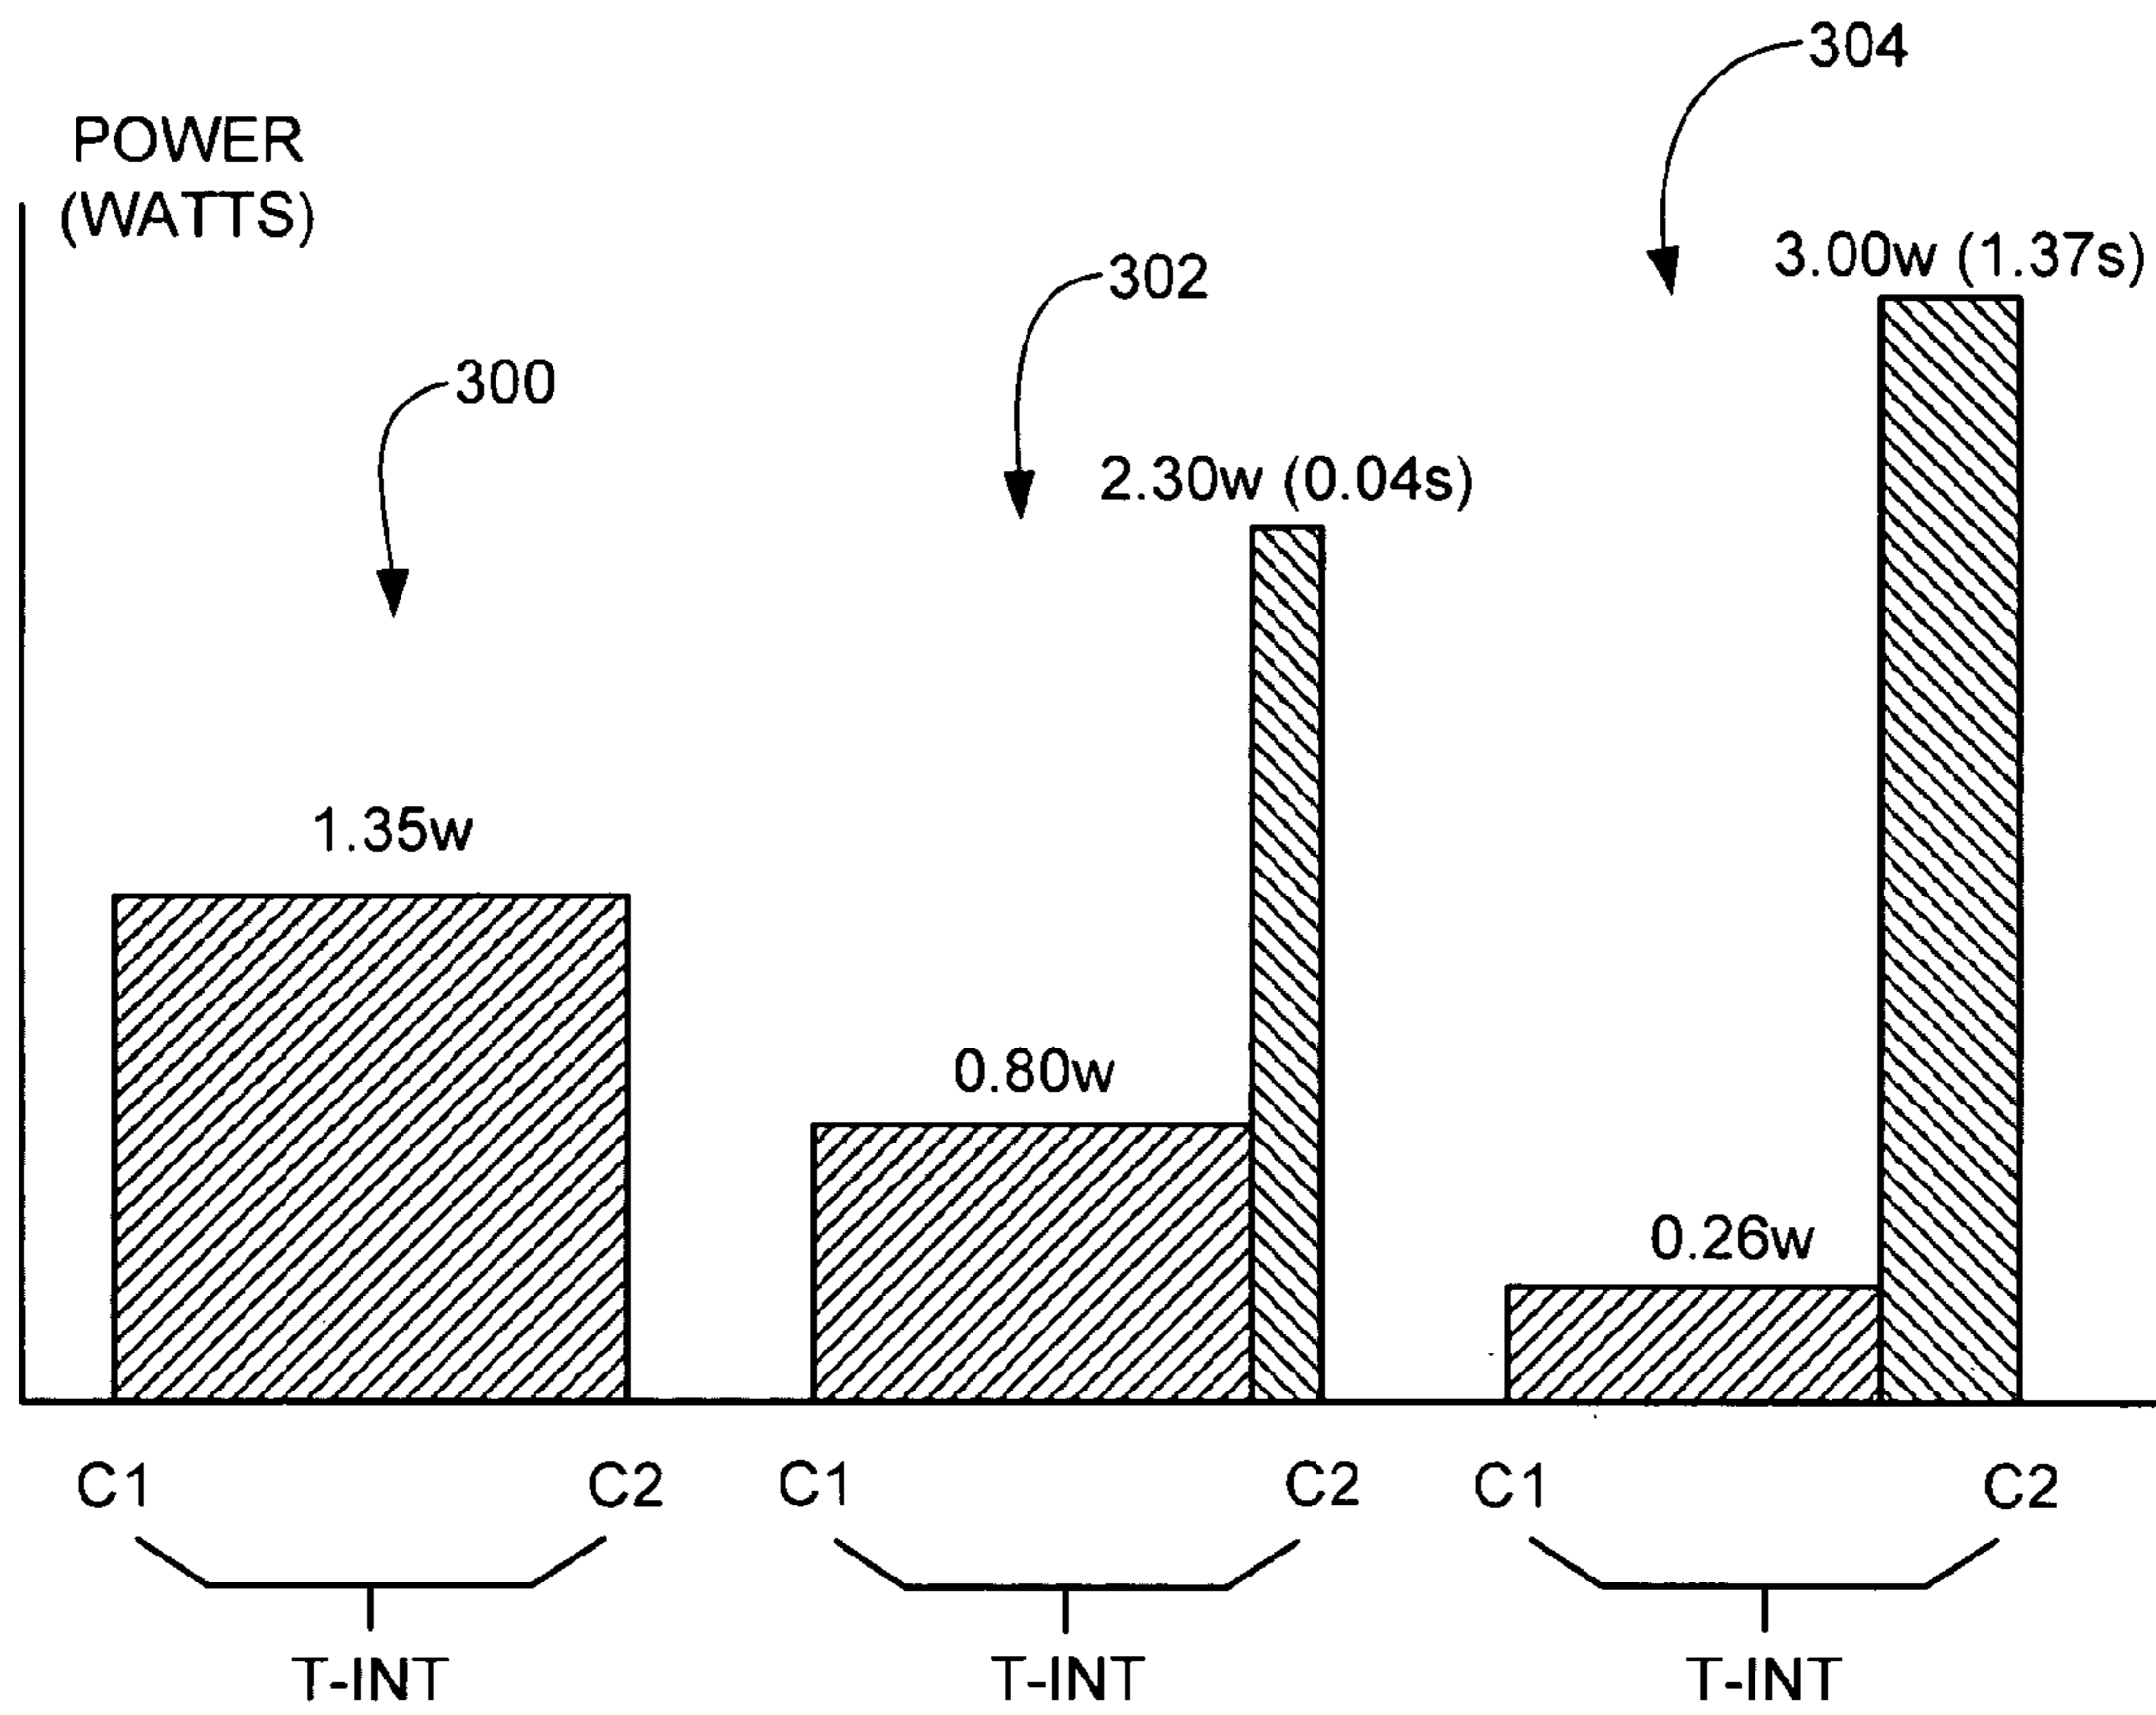 304
POWER
(WATTS)
3.00w (1.37s)
302
300
2.30w (0.04s)
1.35w
0.80w
0.26w
C1 C2 C1 C2 C1 C2
T-INT T-INT T-INT